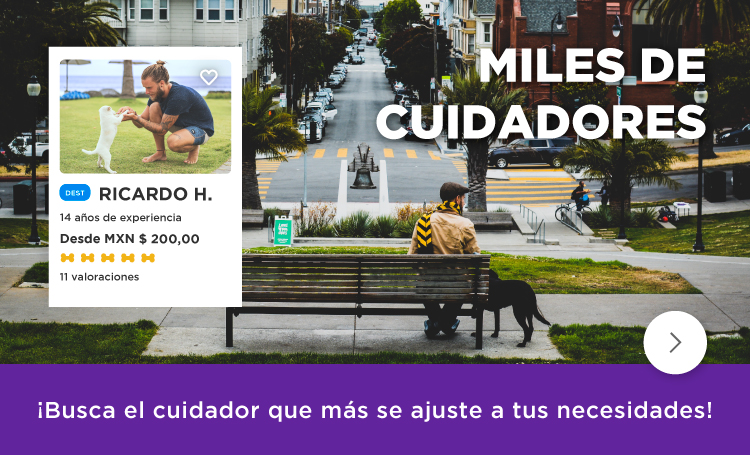 MILES DE
CUIDADORES
DEST
RICARDO H.
14 años de experiencia
Desde MXN $ 200,00
11 valoraciones
¡Busca el cuidador que más se ajuste a tus necesidades!